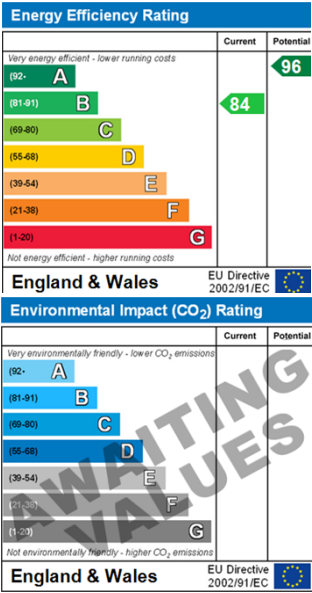 Energy Efficiency Rating
Current Potential
Very energy efficient - lower running costs
(92- A
96
(81-91) B
84
(69-80) C
(55-68) D
(39-54) E
(21-38) F
(1-20) G
Not energy efficient - higher running costs
England & Wales
EU Directive
2002/91/EC
Environmental Impact (CO2) Rating
Current Potential
Very environmentally friendly - lower CO2 emissions
(92- A
(81-91) B
(69-80) C
(55-68) D
(39-54) E
(21-38) F
(1-20) G
AWAITING
VALUES
Not environmentally friendly - higher CO2 emissions
England & Wales
EU Directive
2002/91/EC